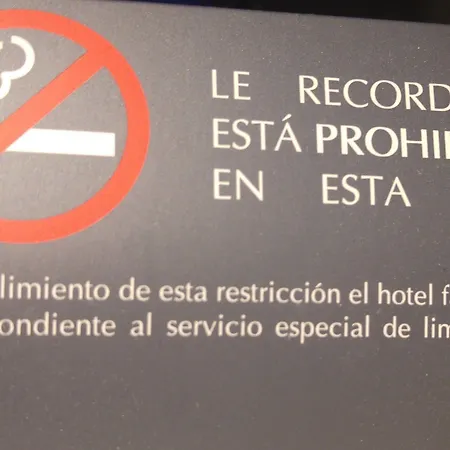 LE RECORD
ESTÁ PROHI
EN ESTA
limiento de esta restricción el hotel f
ondiente al servicio especial de lim